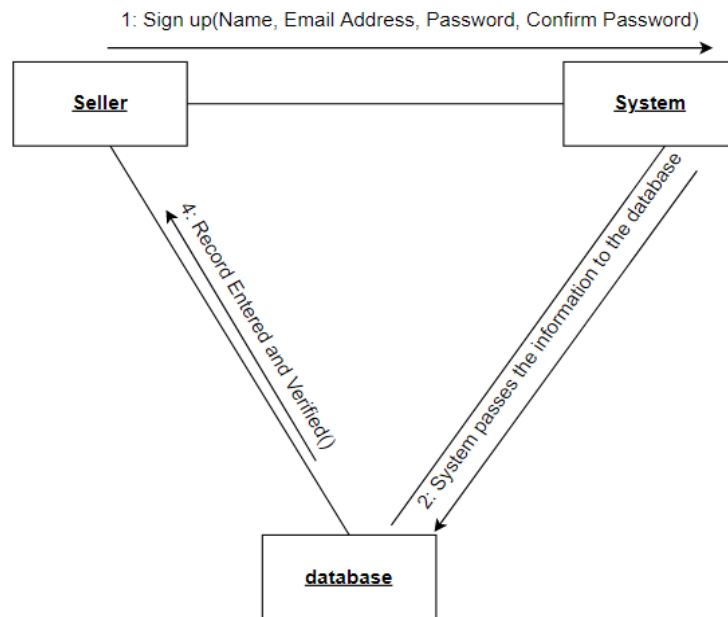 1: Sign up(Name, Email Address, Password, Confirm Password)
Seller
System
4: Record Entered and Verified()
2: System passes the information to the database
database